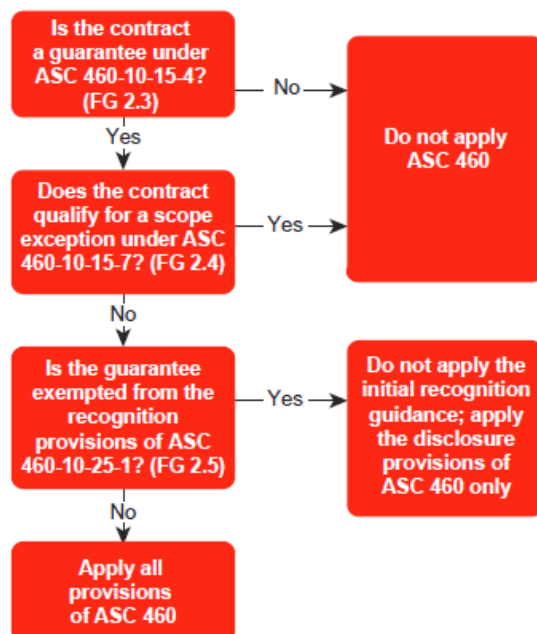 Is the contract
a guarantee under
ASC 460-10-15-4?
(FG 2.3)
No
Do not apply
ASC 460
Yes
Does the contract
qualify for a scope
exception under ASC
460-10-15-7? (FG 2.4)
Yes
No
Is the guarantee
exempted from the
recognition
provisions of ASC
460-10-25-1? (FG 2.5)
Yes
Do not apply the
initial recognition
guidance; apply
the disclosure
provisions of
ASC 460 only
No
Apply all
provisions
of ASC 460